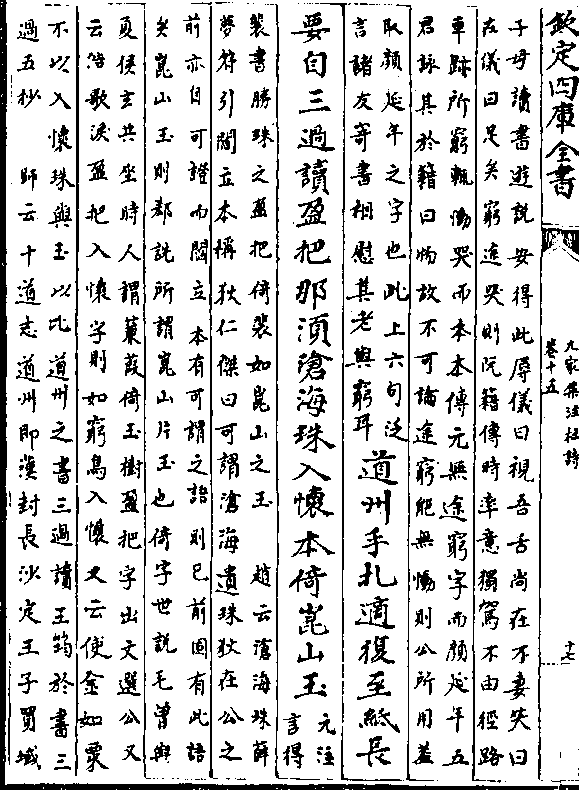 欽定四庫全書
九家集注杜詩
卷十五
十七
子毋讀書遊說安得此辱儀曰視吾舌尚在不妻笑曰
在儀曰足矣窮途哭則阮籍傳時率意獨駕不由徑路
車跡所窮輒慟哭而本本傳元無途窮字而顔延年五
君詠其於籍曰物故不可論途窮能無慟則公所用蓋
取顔延年之字也此上六句泛
言諸友寄書相慰其老與窮耳
道州手札適復至紙長
要自三過讀盈把那須滄海珠入懷本倚崑山玉
元注
言得
裴書勝珠之盈把倚裴如崑山之玉 趙云滄海珠薛
夢符引閻立本稱狄仁傑曰可謂滄海遺珠狄在公之
前亦自可證而閻立本有可謂之語則已前固有此語
矣崑山玉則郤詵所謂崑山片玉也倚字世說毛曾與
夏侯玄共坐時人謂蒹葭倚玉樹盈把字出文選公又
云啼歌淚盈把入懷字則如窮鳥入懷又云使金如粟
不以入懷珠與玉以比道州之書三過讀王筠於書三
過五抄 師云十道志道州即漢封長沙定王子買城